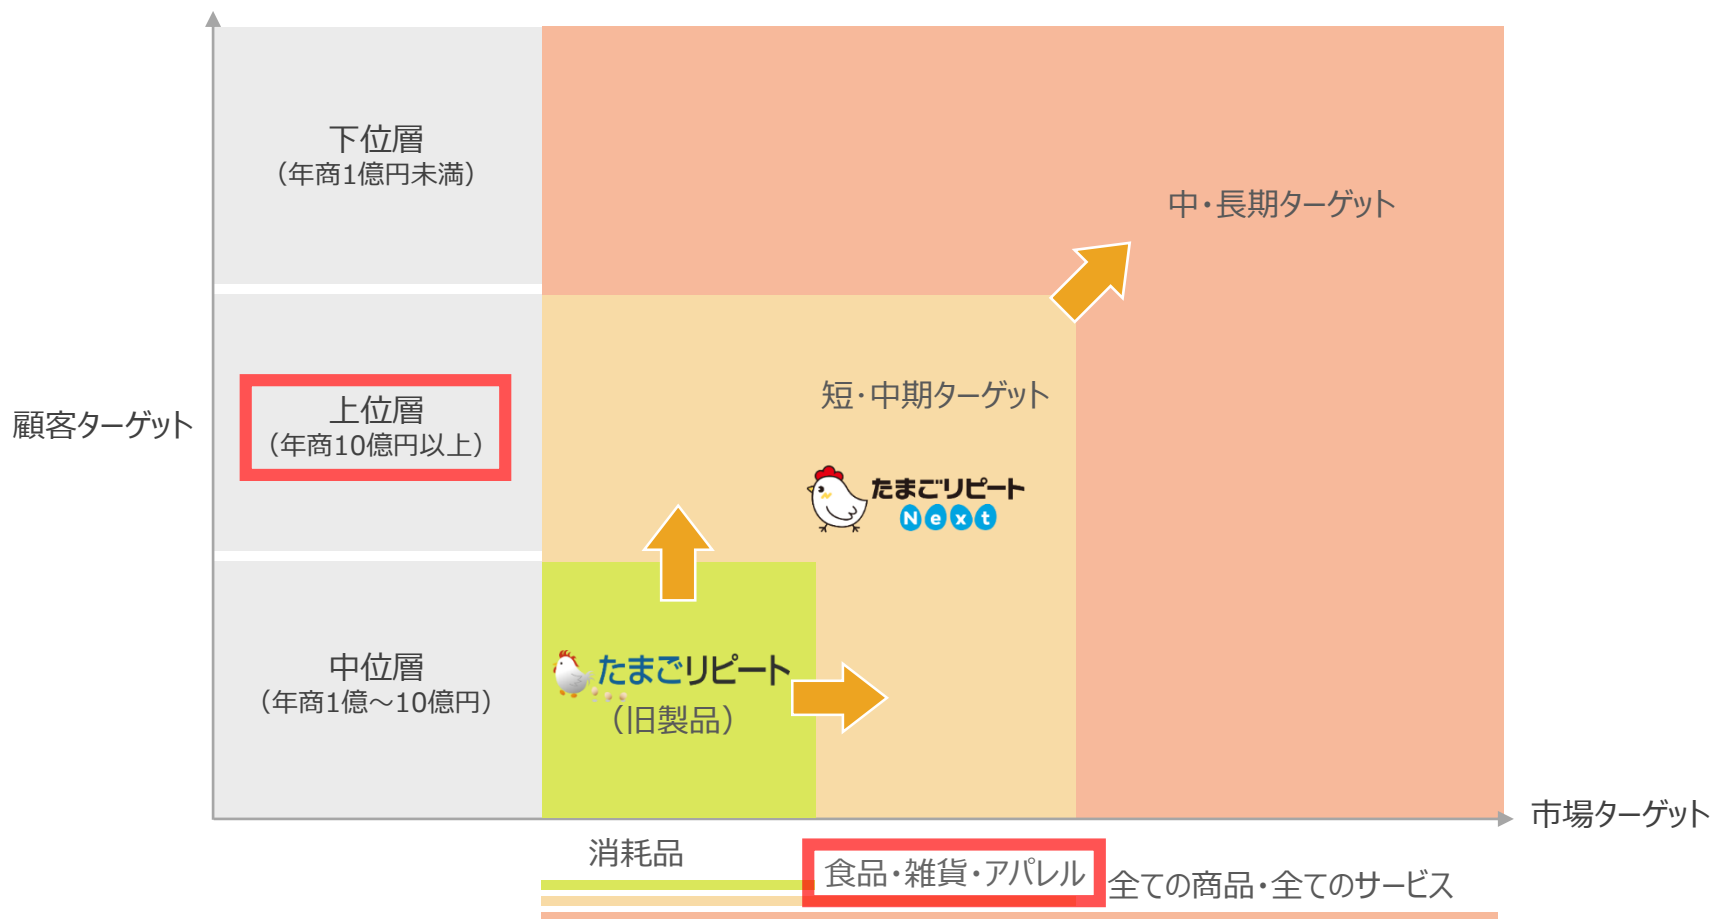 下位層
（年商1億円未満）
中・長期ターゲット
顧客ターゲット
上位層
（年商10億円以上）
短・中期ターゲット
たまごリピート
Next
中位層
（年商1億～10億円）
たまごリピート
（旧製品）
市場ターゲット
消耗品
食品・雑貨・アパレル
全ての商品・全てのサービス